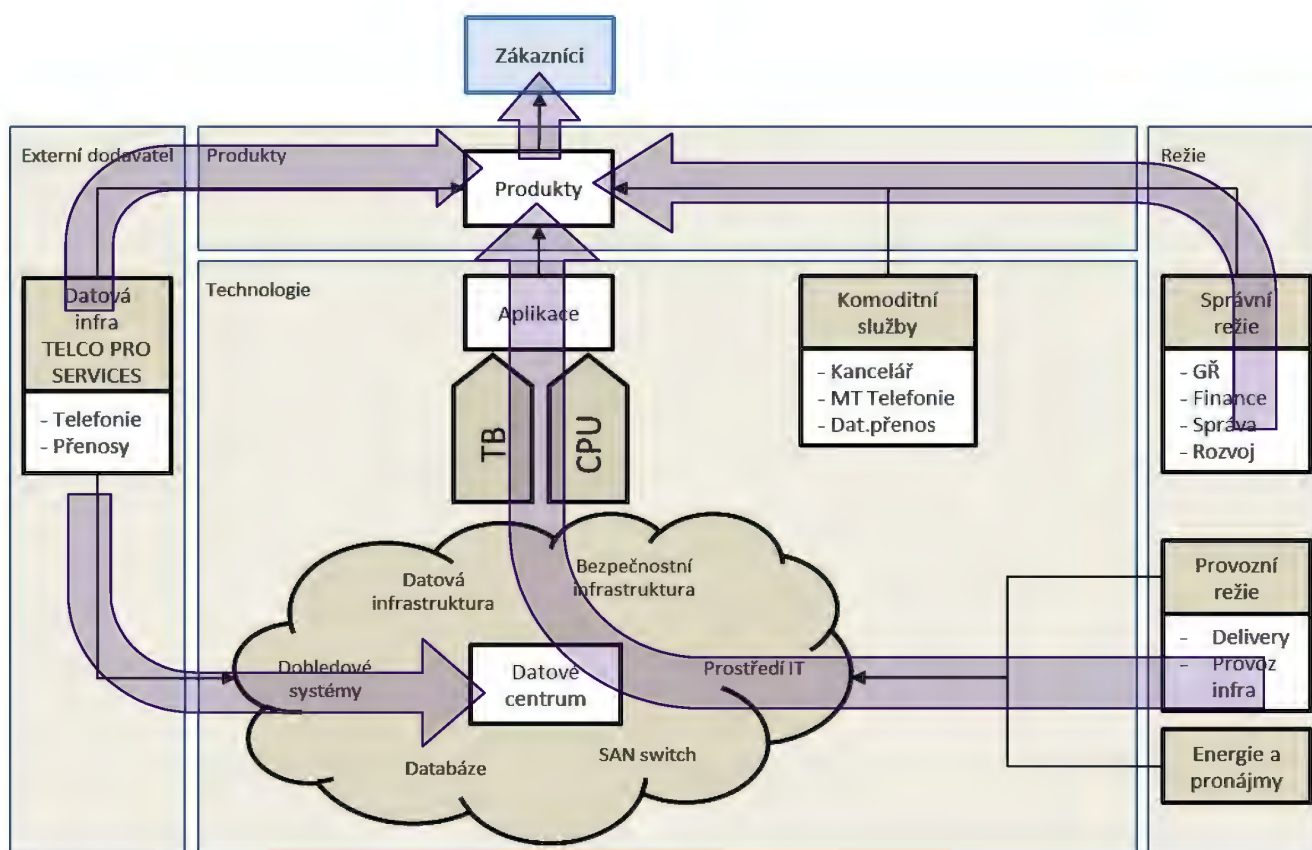 Zákazníci
Externí dodavatel
Produkty
Režie
Produkty
Technologie
Datová
infra
TELCO PRO
SERVICES
- Telefonie
- Přenosy
Aplikace
TB
CPU
Komoditní
služby
- Kancelář
- MT Telefonie
- Dat.přenos
Správní
režie
- GŘ
- Finance
- Správa
- Rozvoj
Datová
infrastruktura
Bezpečnostní
infrastruktura
Dohledové
systémy
Datové
centrum
Prostředí IT
Databáze
SAN switch
Provozní
režie
- Delivery
- Provoz
infra
Energie a
pronájmy